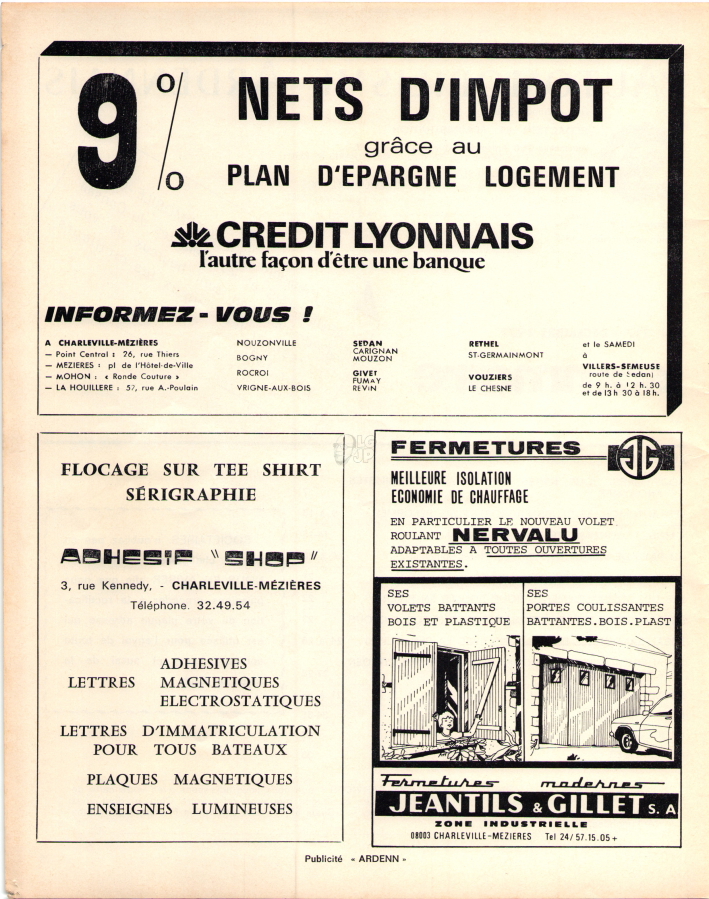 9% NETS D'IMPOT
grâce au
PLAN D'EPARGNE LOGEMENT
CREDIT LYONNAIS
l'autre façon d'être une banque
INFORMEZ - VOUS !
A CHARLEVILLE-MÉZIÈRES
— Point Central : 26, rue Thiers
— MEZIERES : pl de l'Hôtel-de-Ville
— MOHON : « Ronde Couture »
— LA HOUILLERE : 57, rue A.-Poulain
NOUZONVILLE
BOGNY
ROCROI
VRIGNE-AUX-BOIS
SEDAN
CARIGNAN
MOUZON
GIVET
FUMAY
REVIN
RETHEL
ST-GERMAINMONT
VOUZIERS
LE CHESNE
et le SAMEDI
à
VILLERS-SEMEUSE
route de Sedan)
de 9 h. à 12 h. 30
et de 13 h 30 à 18 h.
FLOCAGE SUR TEE SHIRT
SÉRIGRAPHIE
ADHESIF "SHOP"
3, rue Kennedy, - CHARLEVILLE-MÉZIÈRES
Téléphone. 32.49.54
ADHESIVES
LETTRES MAGNETIQUES
ELECTROSTATIQUES
LETTRES D'IMMATRICULATION
POUR TOUS BATEAUX
PLAQUES MAGNETIQUES
ENSEIGNES LUMINEUSES
FERMETURES
JG
MEILLEURE ISOLATION
ECONOMIE DE CHAUFFAGE
EN PARTICULIER LE NOUVEAU VOLET
ROULANT NERVALU
ADAPTABLES A TOUTES OUVERTURES
EXISTANTES.
SES
VOLETS BATTANTS
BOIS ET PLASTIQUE
SES
PORTES COULISSANTES
BATTANTES.BOIS.PLAST
Fermetures modernes
JEANTILS & GILLET S. A
ZONE INDUSTRIELLE
08003 CHARLEVILLE-MEZIERES Tel 24/57.15.05+
Publicité « ARDENN »